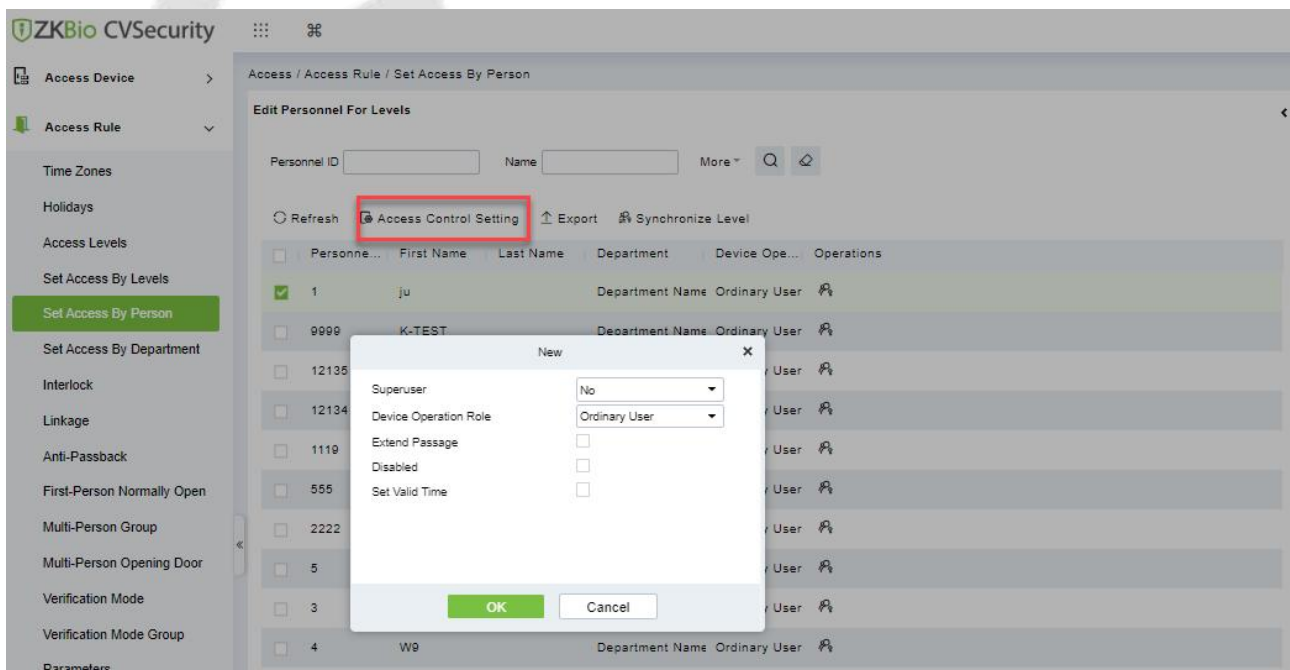 ZKBio CVSecurity
Access Device
Access / Access Rule / Set Access By Person
Edit Personnel For Levels
Access Rule
Personnel ID Name More
Time Zones
Holidays
Refresh Access Control Setting Export Synchronize Level
Access Levels
Personne... First Name Last Name Department Device Ope... Operations
Set Access By Levels
1 ju Department Name Ordinary User
Set Access By Person
9999 K-TEST Department Name Ordinary User
Set Access By Department
New
12135 User
Interlock
Superuser No
12134 User
Linkage
Device Operation Role Ordinary User
Extend Passage
1119 User
Anti-Passback
Disabled
First-Person Normally Open
555 User
Set Valid Time
Multi-Person Group
2222 User
Multi-Person Opening Door
5 User
Verification Mode
3 User
OK Cancel
Verification Mode Group
4 W9 Department Name Ordinary User
Parameters